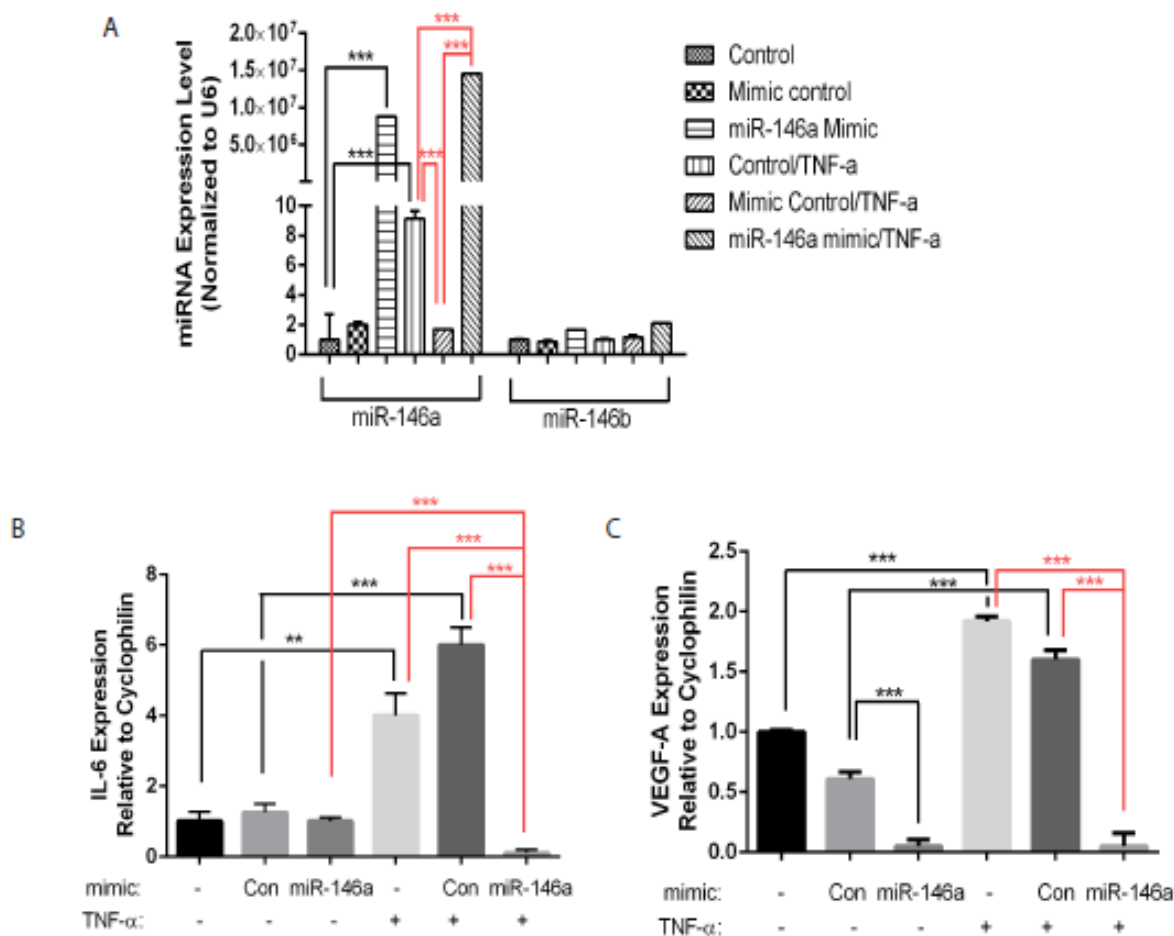 A
miRNA Expression Level
(Normalized to U6)
2.0×10⁷
1.5×10⁷
1.0×10⁷
5.0×10⁶
10
8
6
4
2
0
***
***
***
***
***
miR-146a
miR-146b
Control
Mimic control
miR-146a Mimic
Control/TNF-a
Mimic Control/TNF-a
miR-146a mimic/TNF-a
B
IL-6 Expression
Relative to Cyclophilin
8
6
4
2
0
***
***
***
***
**
mimic: - Con miR-146a - Con miR-146a
TNF-α: - - - + + +
C
VEGF-A Expression
Relative to Cyclophilin
2.5
2.0
1.5
1.0
0.5
0.0
***
***
***
***
***
mimic: - Con miR-146a - Con miR-146a
TNF-α: - - - + + +